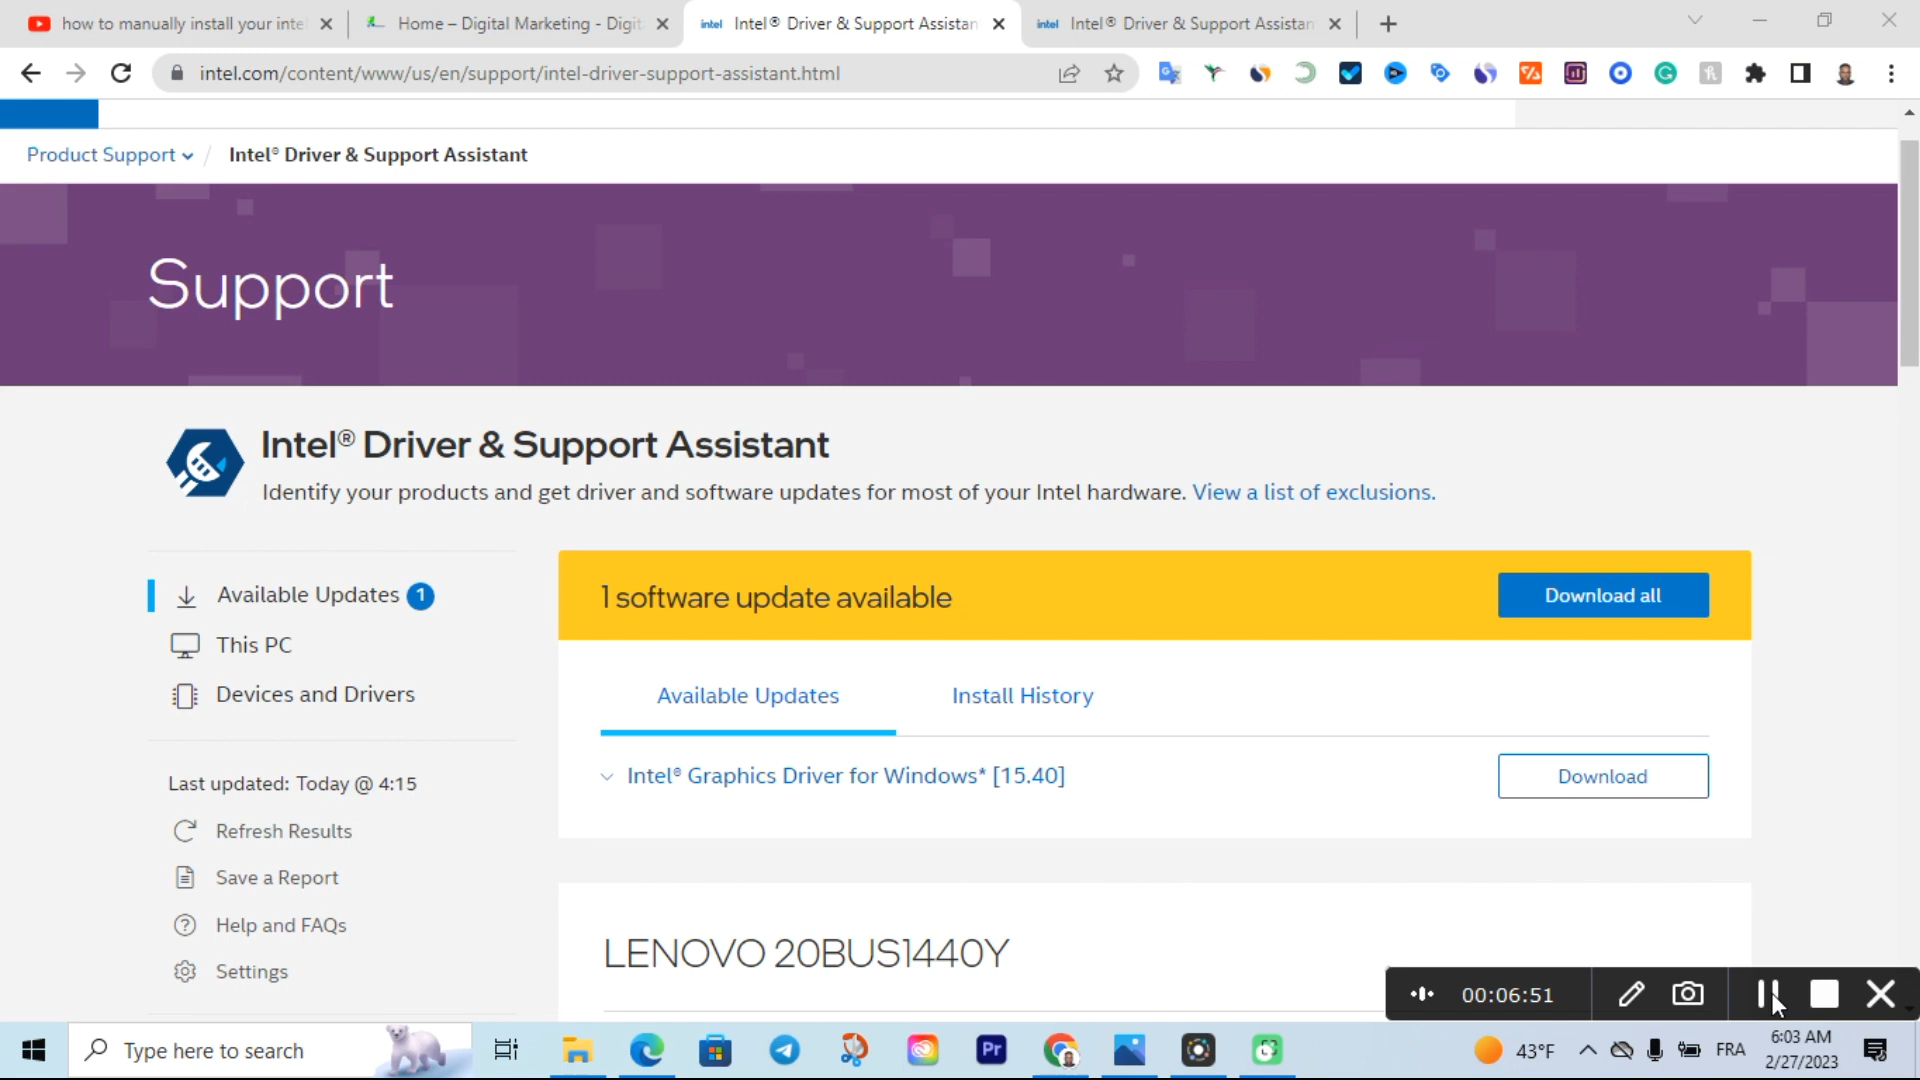 how to manually install your inte
Home – Digital Marketing - Digit
intel Intel® Driver & Support Assistan
intel Intel® Driver & Support Assistan
intel.com/content/www/us/en/support/intel-driver-support-assistant.html
Product Support / Intel® Driver & Support Assistant
Support
Intel® Driver & Support Assistant
Identify your products and get driver and software updates for most of your Intel hardware. View a list of exclusions.
Available Updates 1
This PC
Devices and Drivers
Last updated: Today @ 4:15
Refresh Results
Save a Report
Help and FAQs
Settings
1 software update available
Download all
Available Updates
Install History
Intel® Graphics Driver for Windows* [15.40]
Download
LENOVO 20BUS1440Y
00:06:51
Type here to search
Pr
43°F
FRA
6:03 AM
2/27/2023